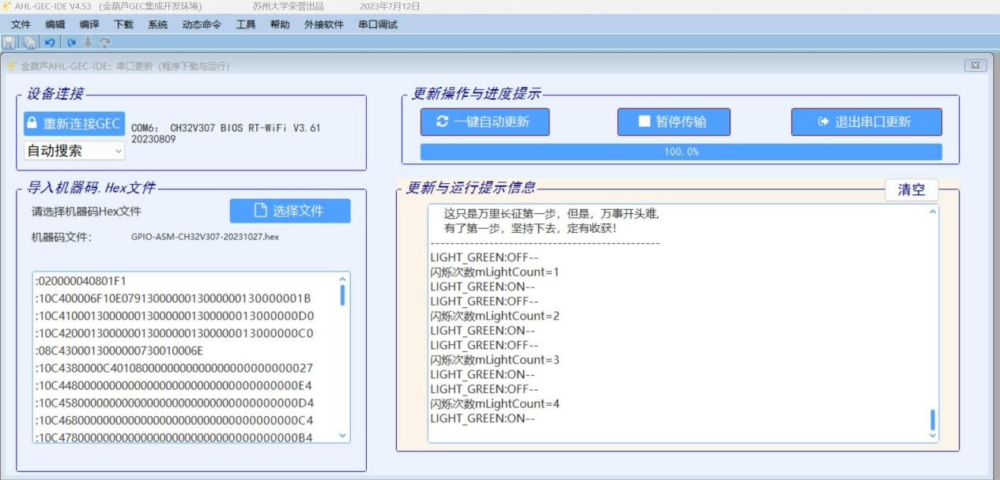 AHL-GEC-IDE V4.53 (金葫芦GEC集成开发环境) 苏州大学荣誉出品 2023年7月12日
文件 编辑 编译 下载 系统 动态命令 工具 帮助 外接软件 串口调试
金葫芦AHL-GEC-IDE: 串口更新 (程序下载与运行)
设备连接
重新连接GEC
COM6: CH32V307 BIOS RT-WiFi V3.61
20230809
自动搜索
更新操作与进度提示
一键自动更新 暂停传输 退出串口更新
100.0%
导入机器码.Hex文件
请选择机器码Hex文件 选择文件
机器码文件: GPIO-ASM-CH32V307-20231027.hex
:020000040801F1
:10C400006F10E0791300000013000000130000001B
:10C4100013000000130000001300000013000000D0
:10C4200013000000130000001300000013000000C0
:08C4300013000000730010006E
:10C4380000C4010800000000000000000000000027
:10C4480000000000000000000000000000000000E4
:10C4580000000000000000000000000000000000D4
:10C4680000000000000000000000000000000000C4
:10C4780000000000000000000000000000000000B4
更新与运行提示信息 清空
这只是万里长征第一步，但是，万事开头难,
有了第一步，坚持下去，定有收获!
------------------------------------------------
LIGHT_GREEN:OFF--
闪烁次数mLightCount=1
LIGHT_GREEN:ON--
LIGHT_GREEN:OFF--
闪烁次数mLightCount=2
LIGHT_GREEN:ON--
LIGHT_GREEN:OFF--
闪烁次数mLightCount=3
LIGHT_GREEN:ON--
LIGHT_GREEN:OFF--
闪烁次数mLightCount=4
LIGHT_GREEN:ON--